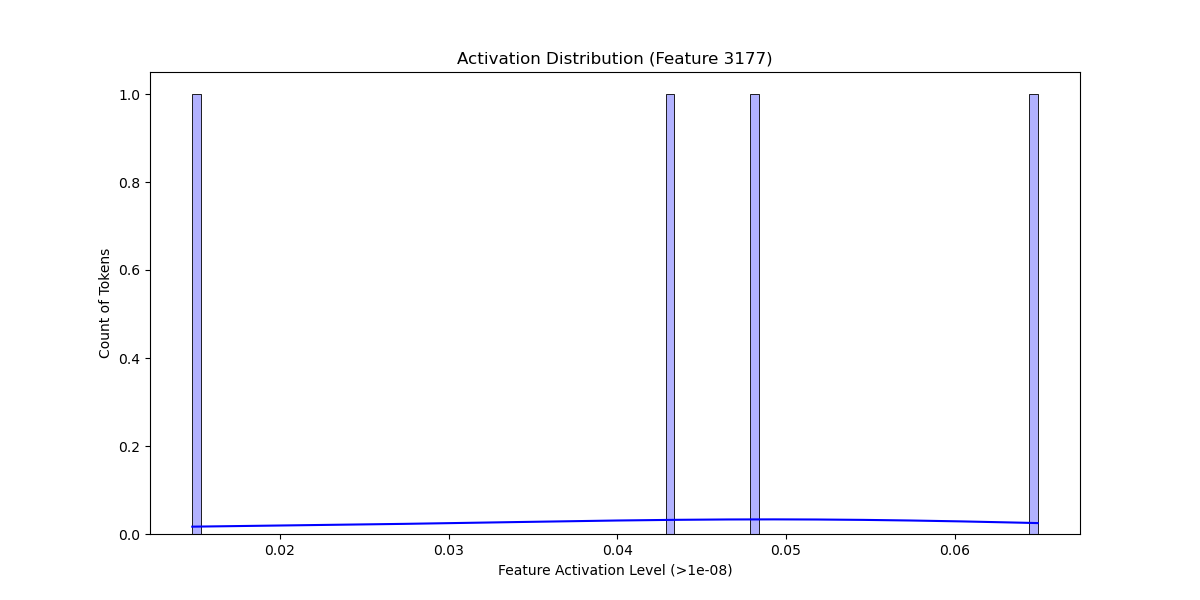 Activation Distribution (Feature 3177)
1.0
0.8
0.6
0.4
0.2
0.0
Count of Tokens
0.02 0.03 0.04 0.05 0.06
Feature Activation Level (>1e-08)